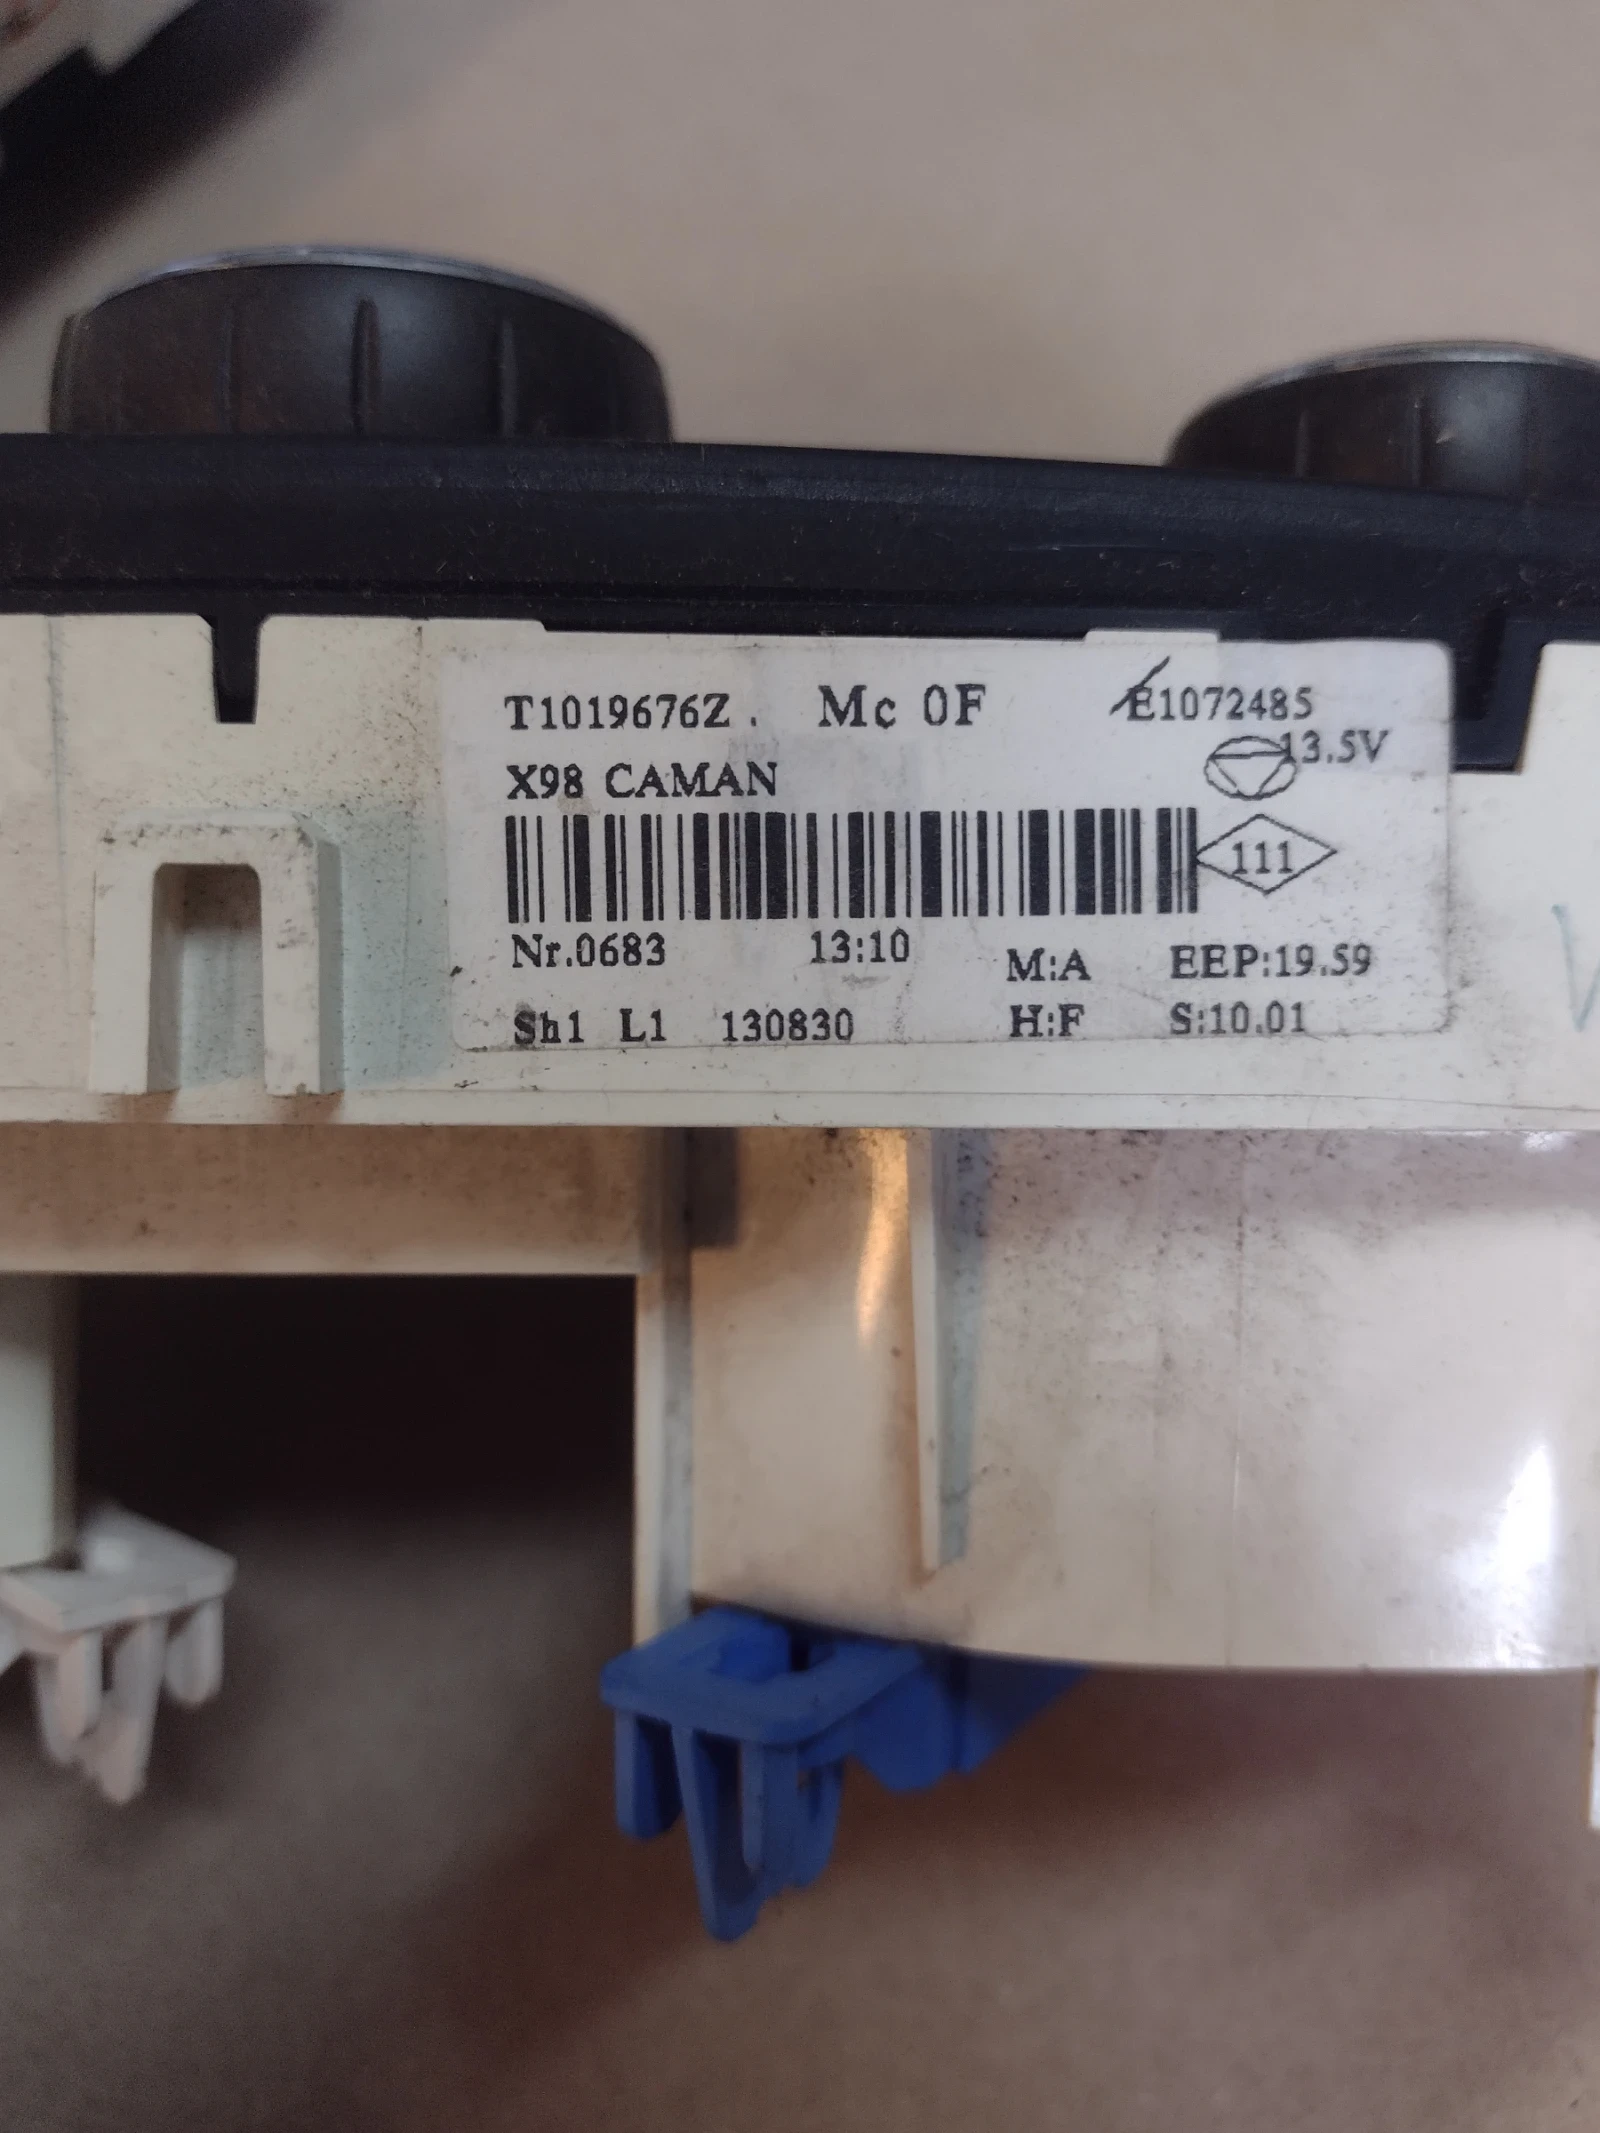 T1019676Z. Mc 0F E1072485
X98 CAMAN 13.5V
111
Nr.0683 13:10 M:A EEP:19.59
Sh1 L1 130830 H:F S:10.01